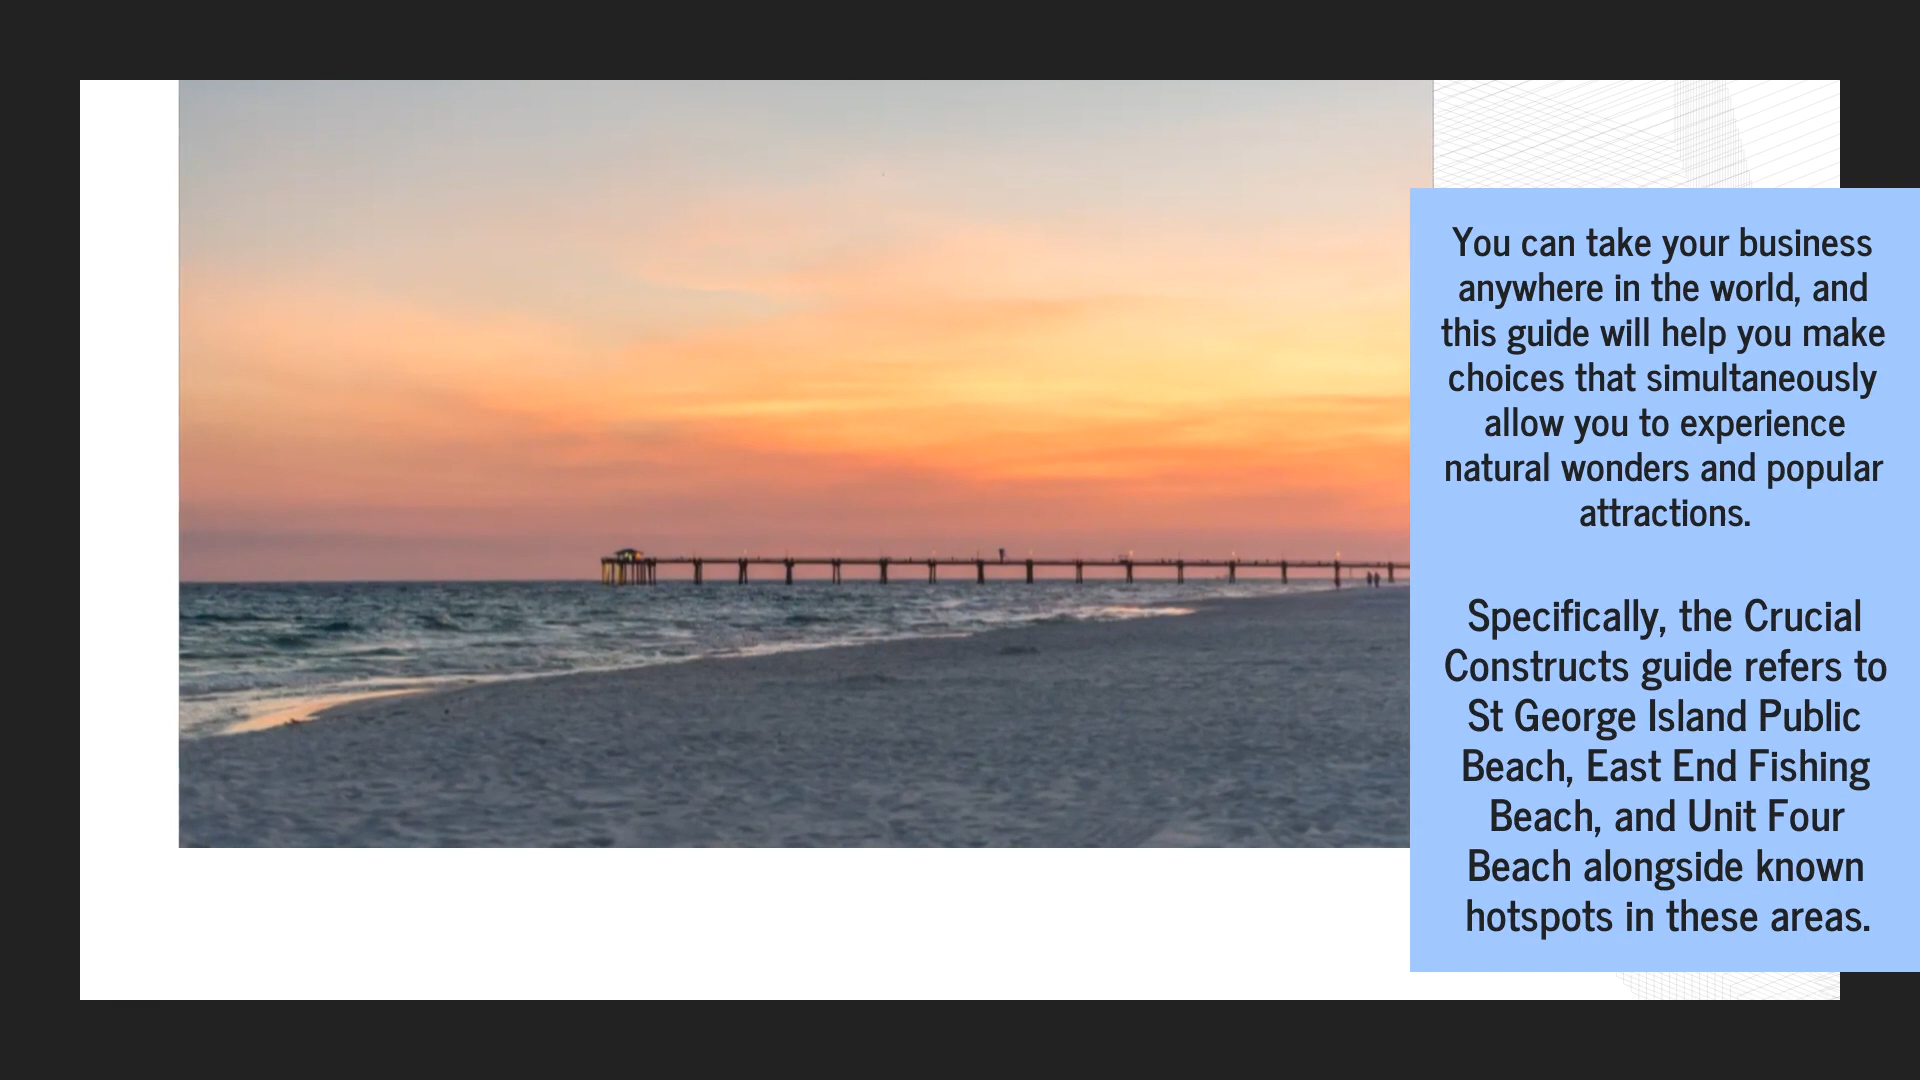 You can take your business
anywhere in the world, and
this guide will help you make
choices that simultaneously
allow you to experience
natural wonders and popular
attractions.
Specifically, the Crucial
Constructs guide refers to
St George Island Public
Beach, East End Fishing
Beach, and Unit Four
Beach alongside known
hotspots in these areas.